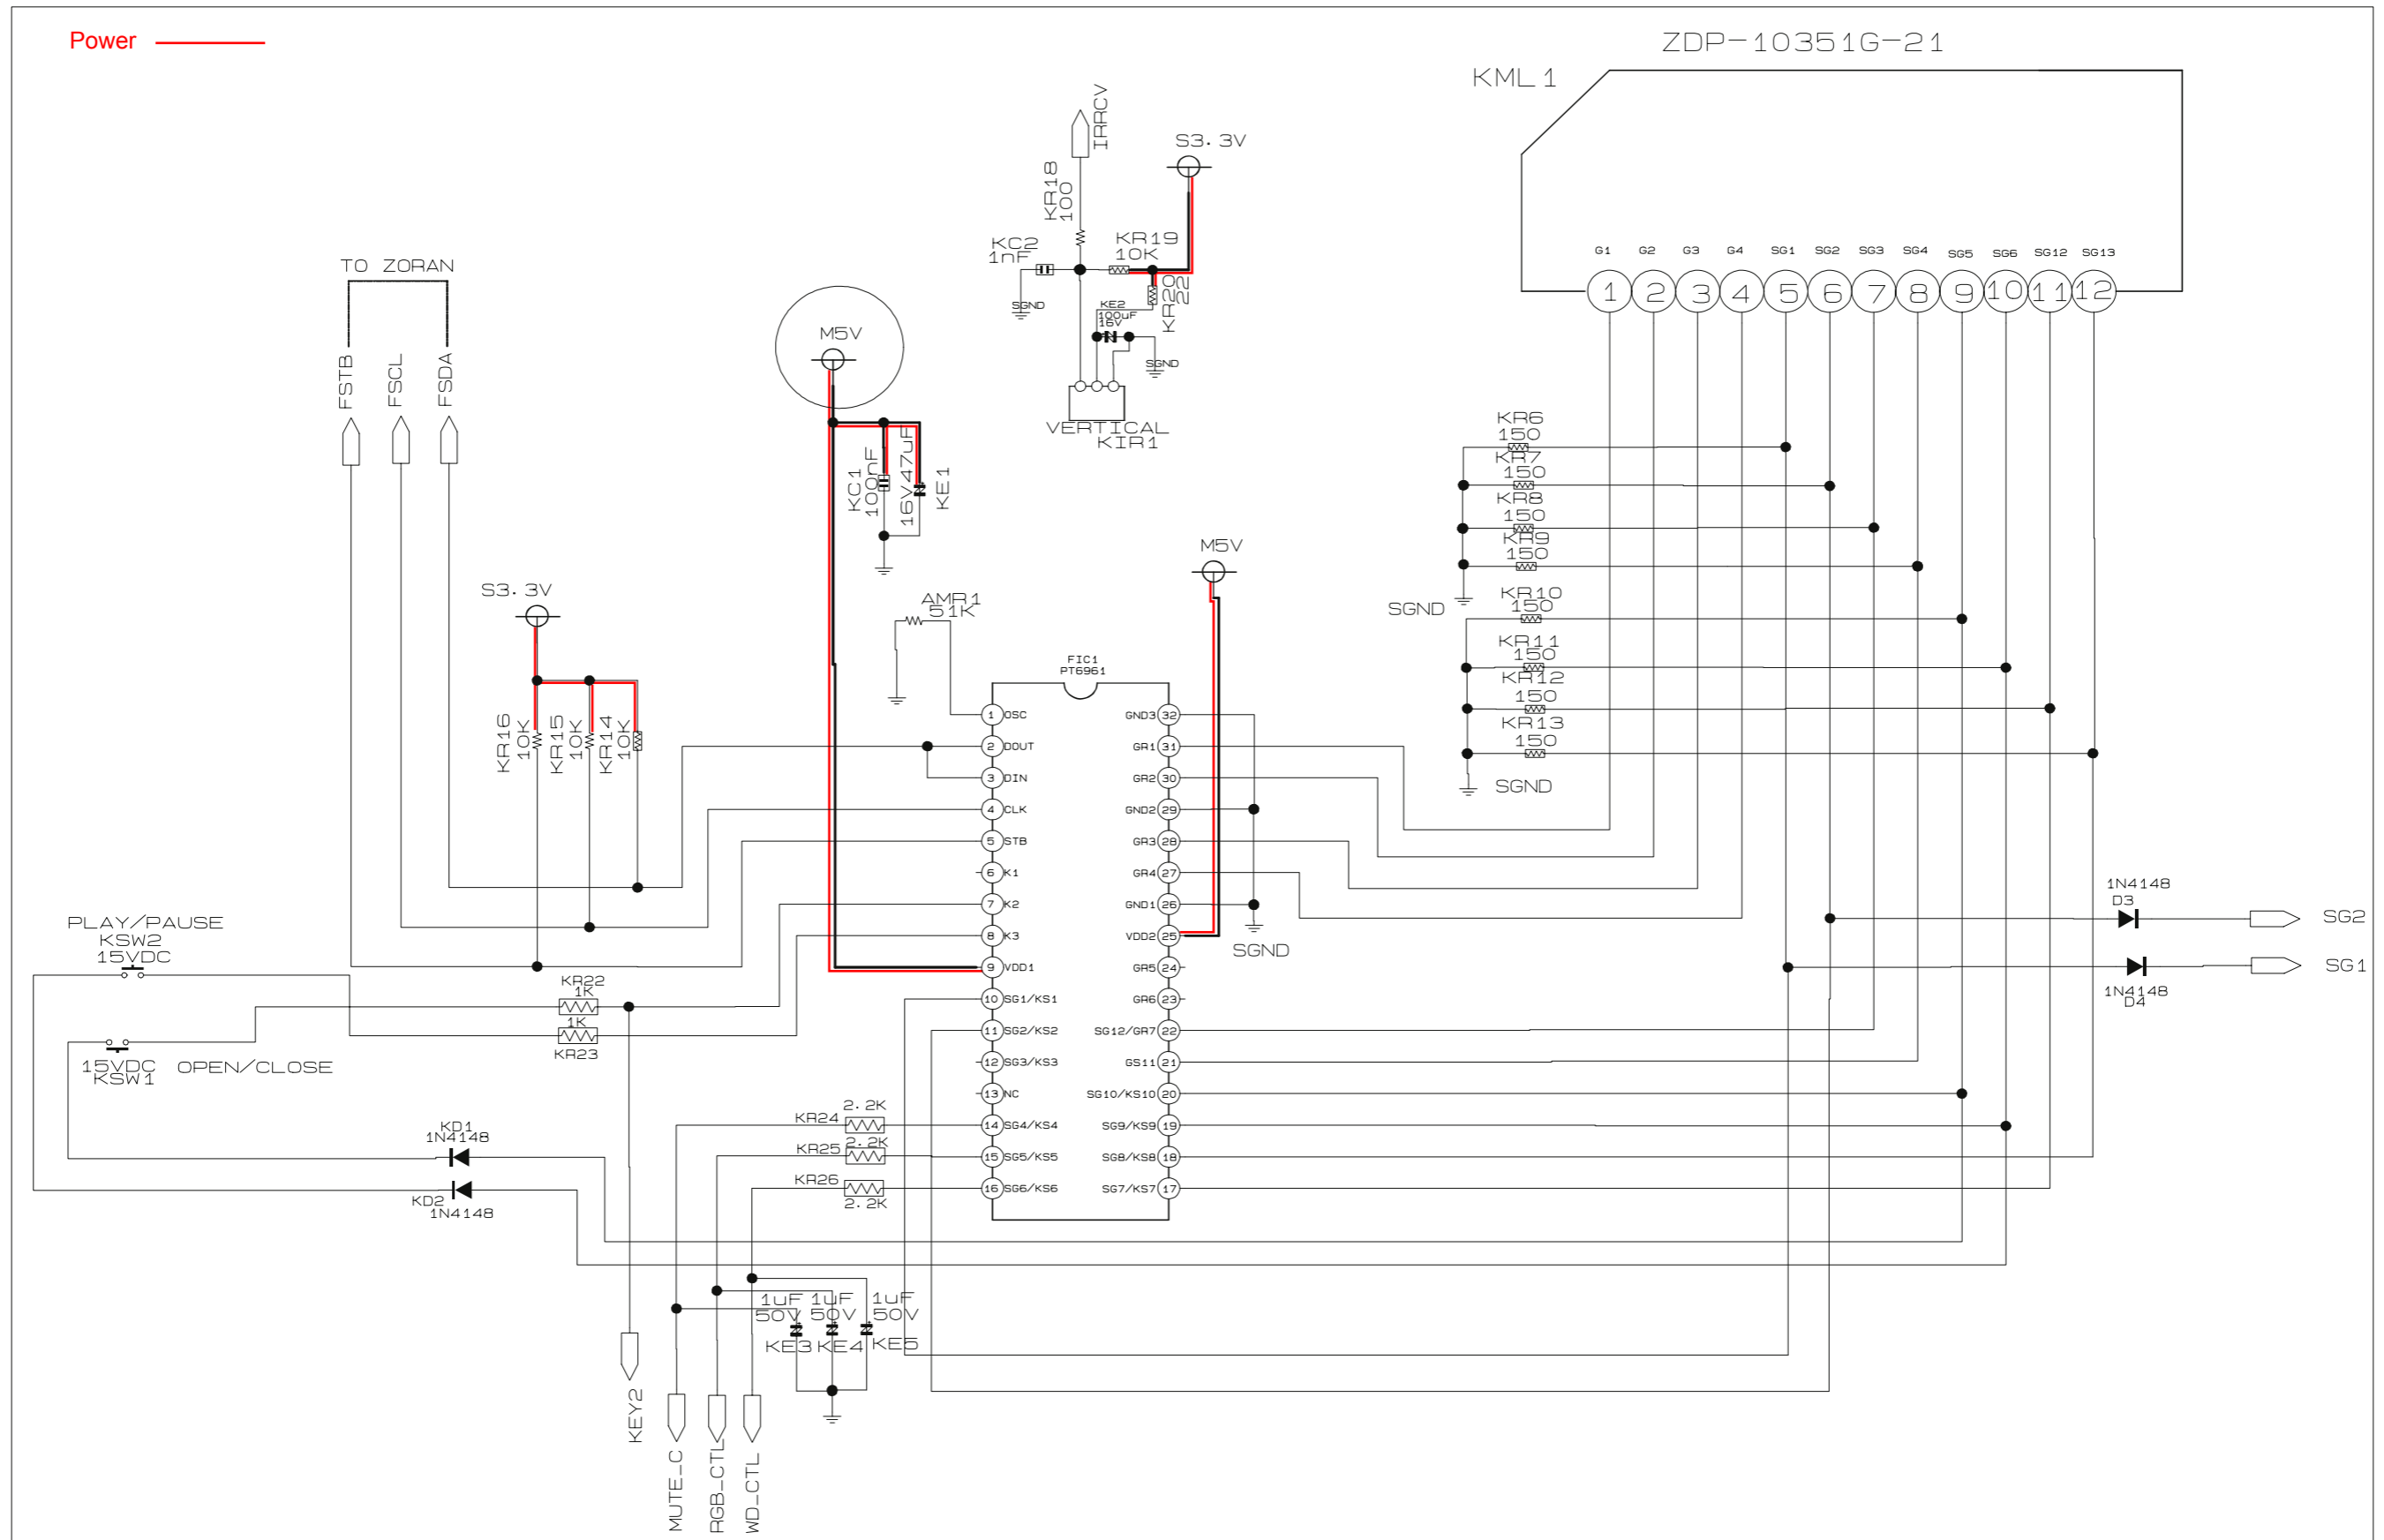 Power
ZDP-10351G-21
KML1
G1 G2 G3 G4 SG1 SG2 SG3 SG4 SG5 SG6 SG12 SG13
1 2 3 4 5 6 7 8 9 10 11 12
IRRCV
S3.3V
KR18
100
KC2
1nF
KR19
10K
SGND
KR20
22
KE2
100uF
16V
SGND
VERTICAL
KIR1
TO ZORAN
FSTB
FSCL
FSDA
M5V
KC1
100nF
16V47uF
KE1
KR6
150
KR7
150
KR8
150
KR9
150
SGND
KR10
150
KR11
150
KR12
150
KR13
150
SGND
S3.3V
KR16
10K
KR15
10K
KR14
10K
AMR1
51K
M5V
FIC1
PT6961
1 OSC
2 DOUT
3 DIN
4 CLK
5 STB
6 K1
7 K2
8 K3
9 VDD1
10 SG1/KS1
11 SG2/KS2
12 SG3/KS3
13 NC
14 SG4/KS4
15 SG5/KS5
16 SG6/KS6
GND3 32
GR1 31
GR2 30
GND2 29
GR3 28
GR4 27
GND1 26
VDD2 25
GR5 24
GR6 23
SG12/GR7 22
GS11 21
SG10/KS10 20
SG9/KS9 19
SG8/KS8 18
SG7/KS7 17
SGND
1N4148
D3
SG2
SG1
1N4148
D4
PLAY/PAUSE
KSW2
15VDC
KR22
1K
1K
KR23
15VDC
KSW1
OPEN/CLOSE
KD1
1N4148
KD2
1N4148
KR24
2.2K
KR25
2.2K
KR26
2.2K
1uF 1uF 1uF
50V 50V 50V
KE3 KE4 KE5
KEY2
MUTE_C
RGB_CTL
WD_CTL